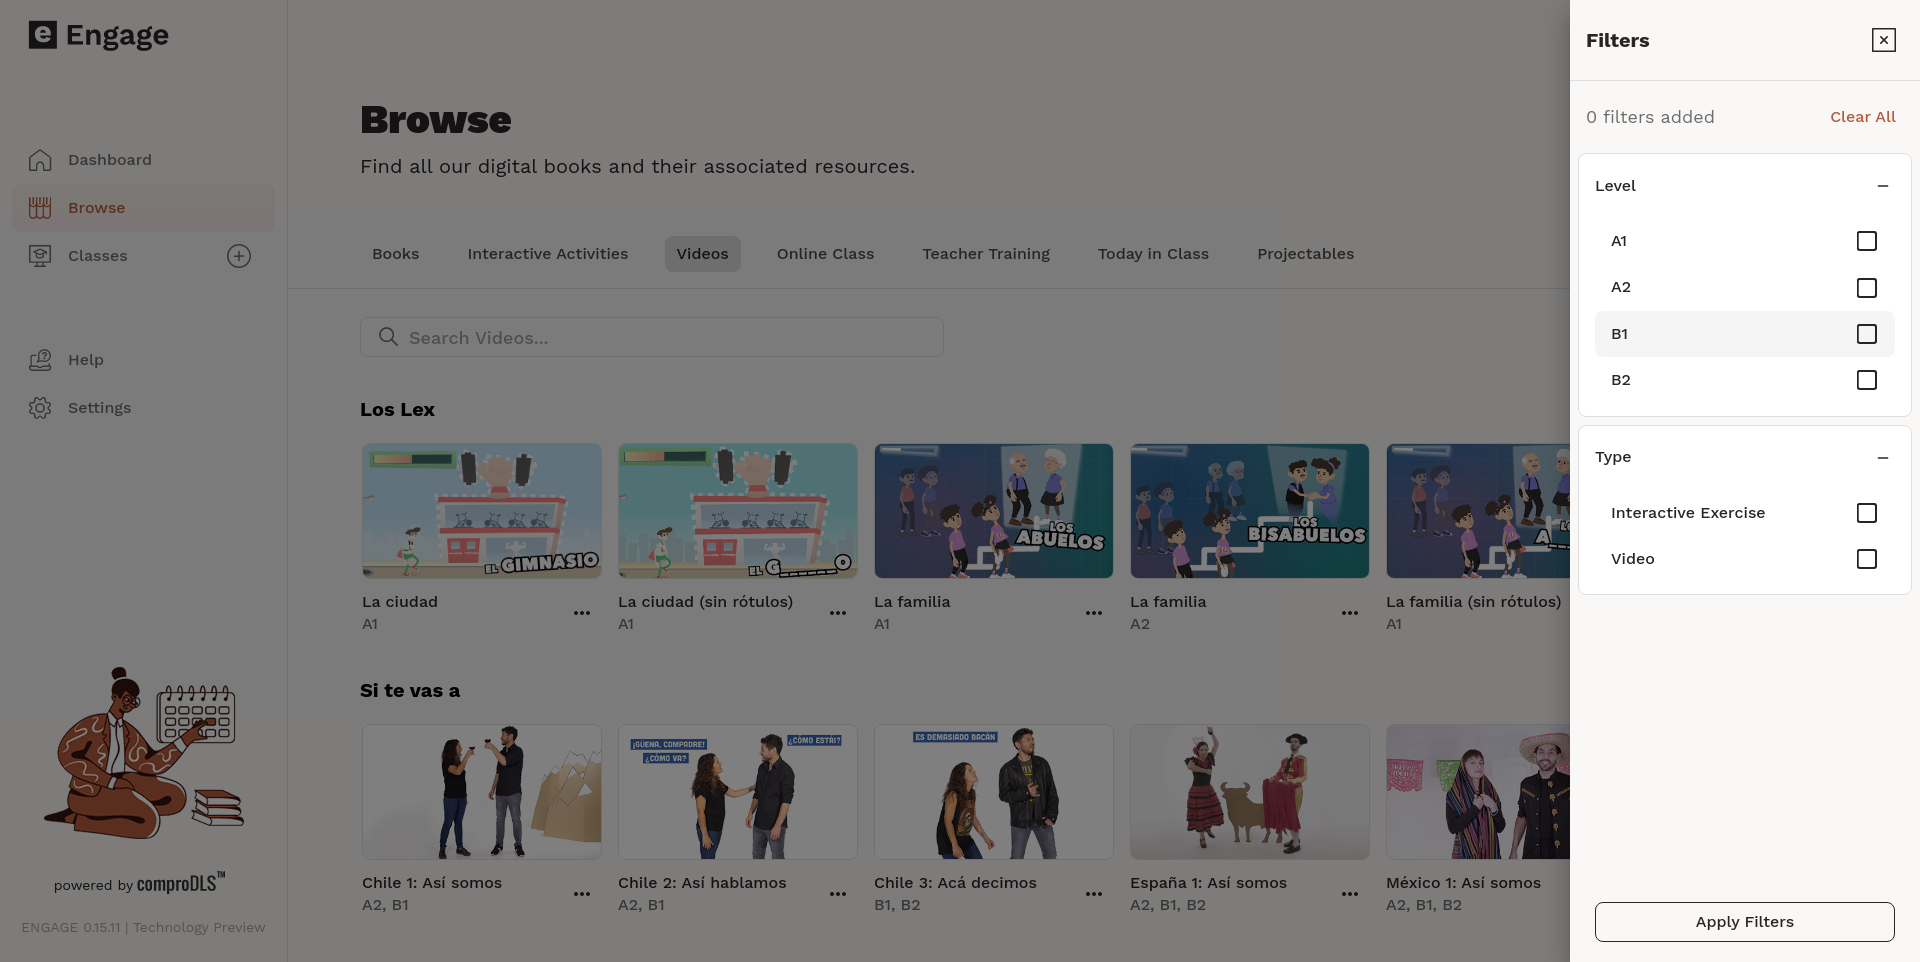 e Engage
Dashboard
Browse
Classes
Help
Settings
powered by comproDLS™
ENGAGE 0.15.11 | Technology Preview
Browse
Find all our digital books and their associated resources.
Books Interactive Activities Videos Online Class Teacher Training Today in Class Projectables
Search Videos...
Los Lex
EL GIMNASIO
EL G_____O
LOS
ABUELOS
LOS
BISABUELOS
LOS
A__
La ciudad
A1
La ciudad (sin rótulos)
A1
La familia
A1
La familia
A2
La familia (sin rótulos)
A1
Si te vas a
¡GÜENA, COMPADRE!
¿CÓMO VA?
¿CÓMO ESTÁI?
ES DEMASIADO BACÁN
Chile 1: Así somos
A2, B1
Chile 2: Así hablamos
A2, B1
Chile 3: Acá decimos
B1, B2
España 1: Así somos
A2, B1, B2
México 1: Así somos
A2, B1, B2
Filters
0 filters added Clear All
Level
A1
A2
B1
B2
Type
Interactive Exercise
Video
Apply Filters